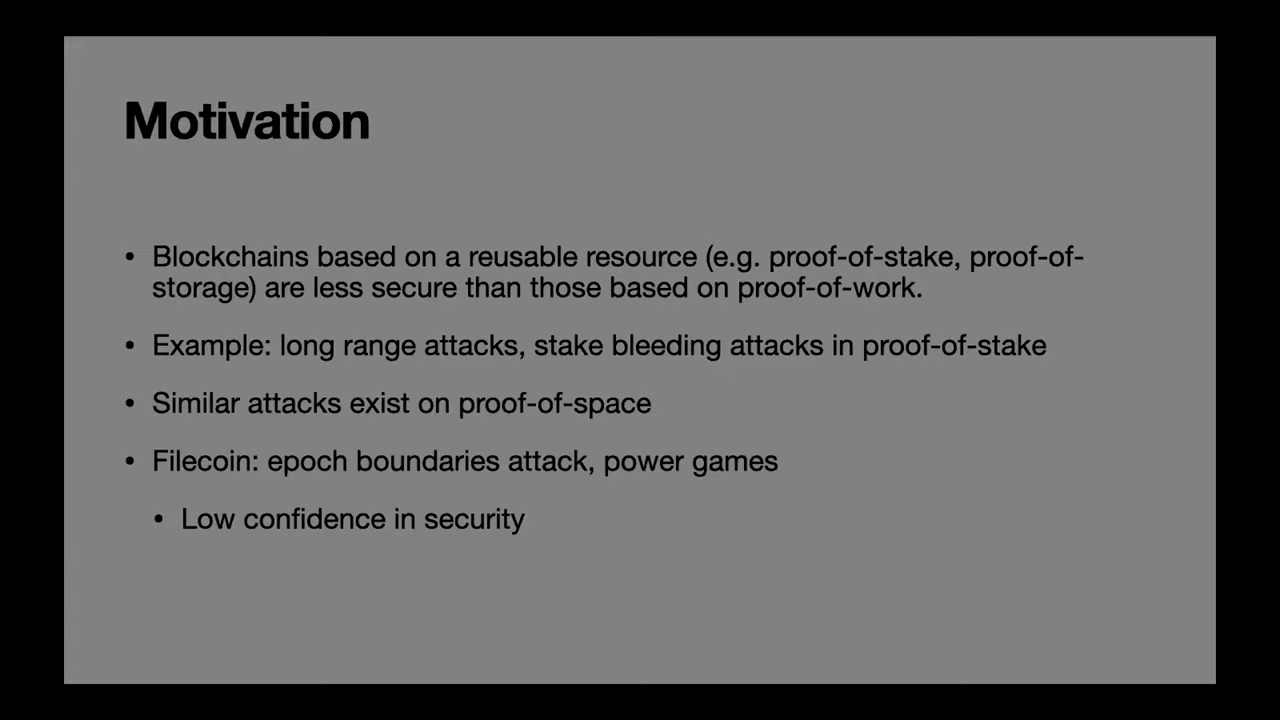 Motivation
• Blockchains based on a reusable resource (e.g. proof-of-stake, proof-of-
storage) are less secure than those based on proof-of-work.
• Example: long range attacks, stake bleeding attacks in proof-of-stake
• Similar attacks exist on proof-of-space
• Filecoin: epoch boundaries attack, power games
• Low confidence in security